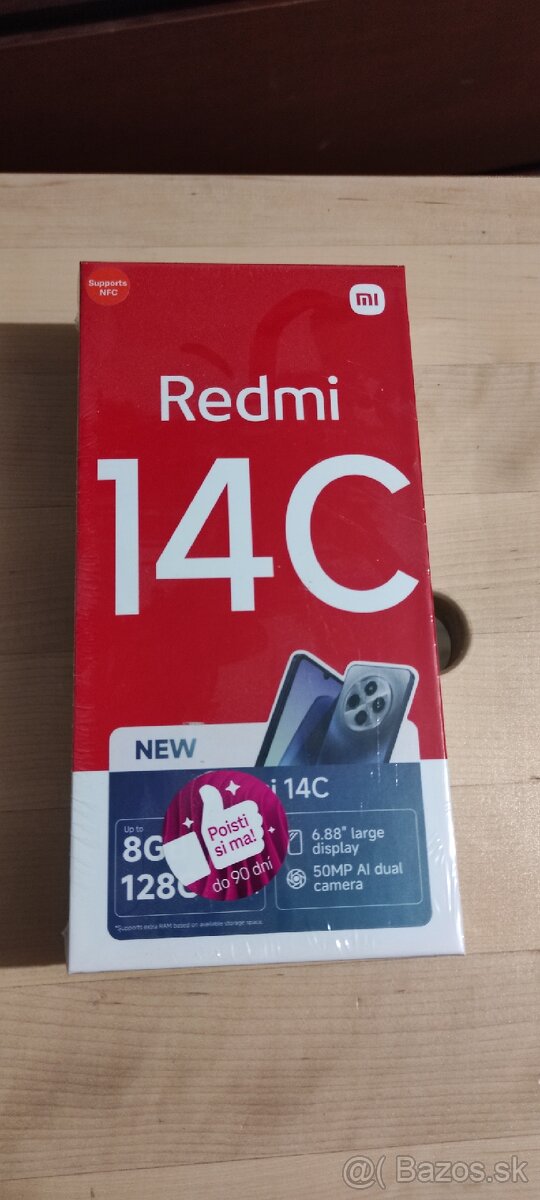 Supports
NFC
mi
Redmi
14C
NEW
14C
Up to
8G
128
Poisti
si ma!
do 90 dní
6.88" large
display
50MP AI dual
camera
*Supports extra RAM based on available storage space.
@ Bazos.sk